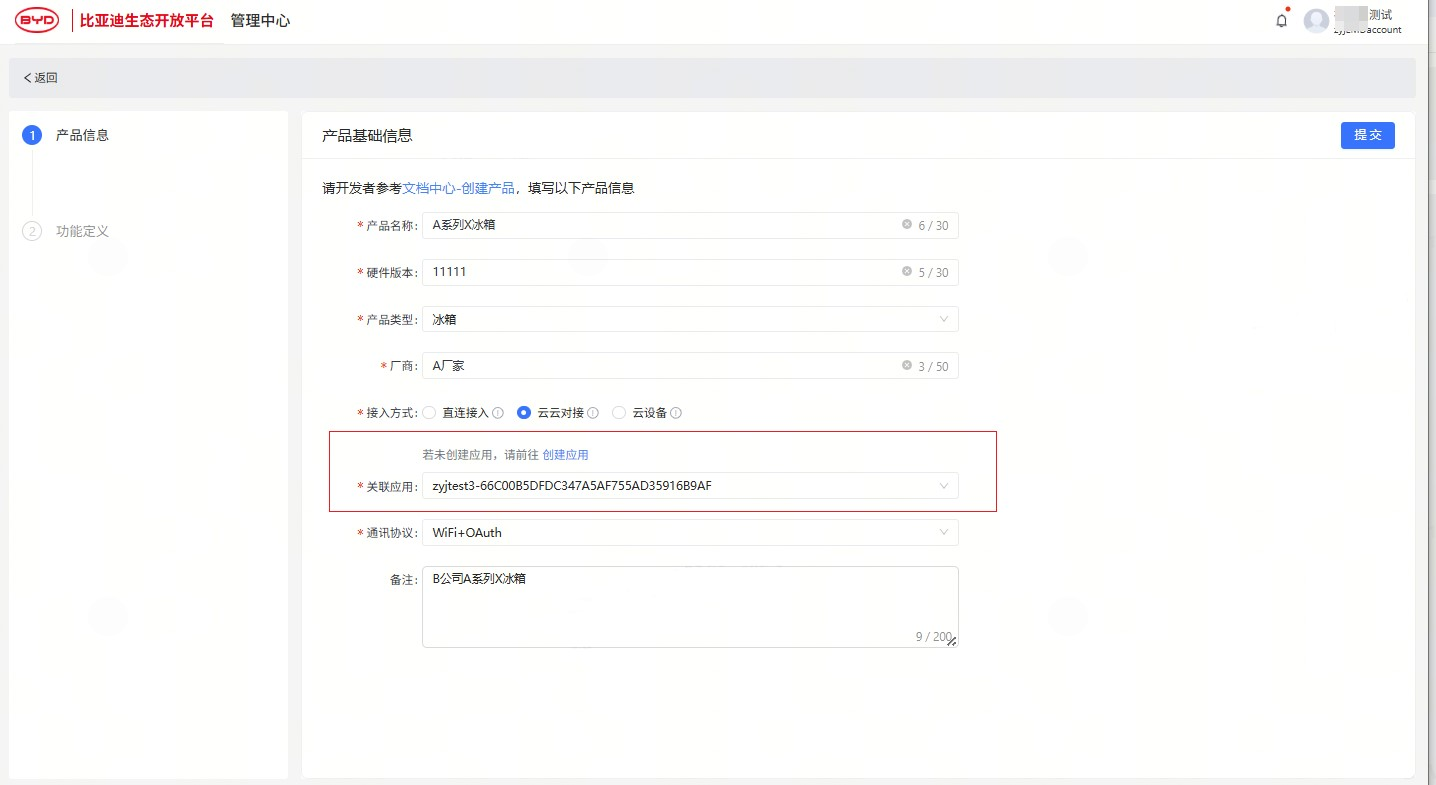 BYD 比亚迪生态开放平台 管理中心
测试
account
<返回
1 产品信息
2 功能定义
产品基础信息
提交
请开发者参考文档中心-创建产品，填写以下产品信息
* 产品名称: A系列X冰箱 6 / 30
* 硬件版本: 11111 5 / 30
* 产品类型: 冰箱
* 厂商: A厂家 3 / 50
* 接入方式: 直连接入 云云对接 云设备
若未创建应用，请前往 创建应用
* 关联应用: zyjtest3-66C00B5DFDC347A5AF755AD35916B9AF
* 通讯协议: WiFi+OAuth
备注: B公司A系列X冰箱
9 / 200